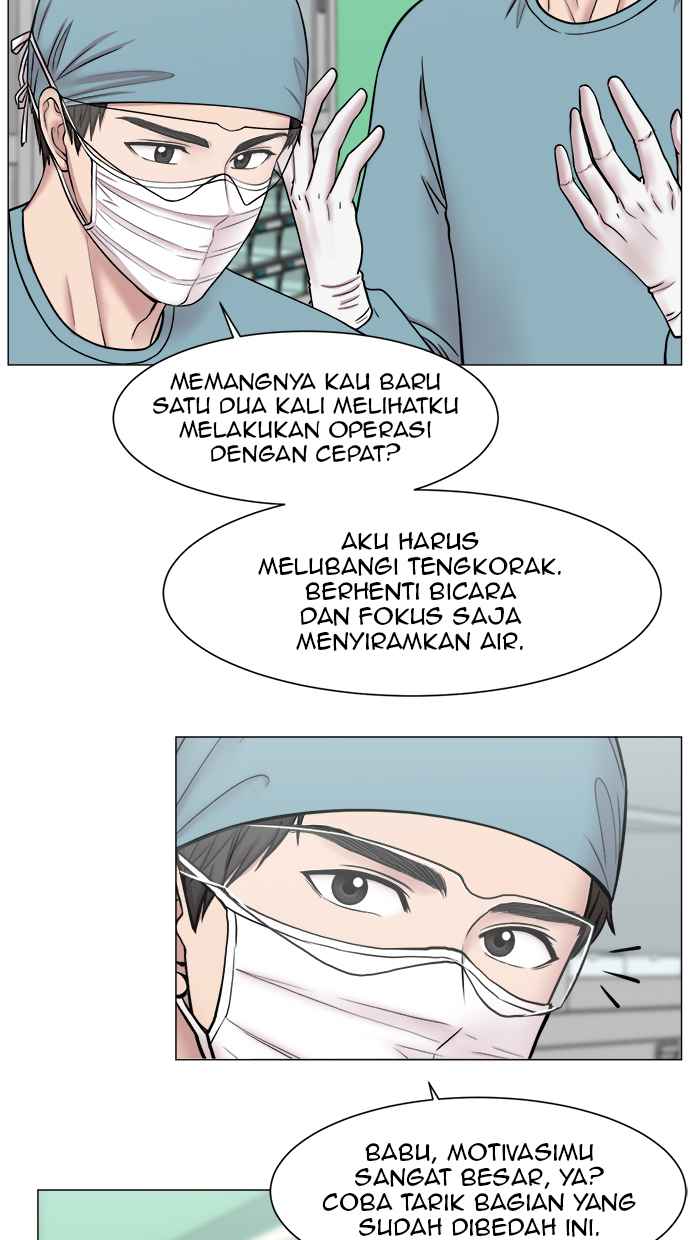 MEMANGNYA KAU BARU
SATU DUA KALI MELIHATKU
MELAKUKAN OPERASI
DENGAN CEPAT?
AKU HARUS
MELUBANGI TENGKORAK.
BERHENTI BICARA
DAN FOKUS SAJA
MENYIRAMKAN AIR.
BABU, MOTIVASIMU
SANGAT BESAR, YA?
COBA TARIK BAGIAN YANG
SUDAH DIBEDAH INI.